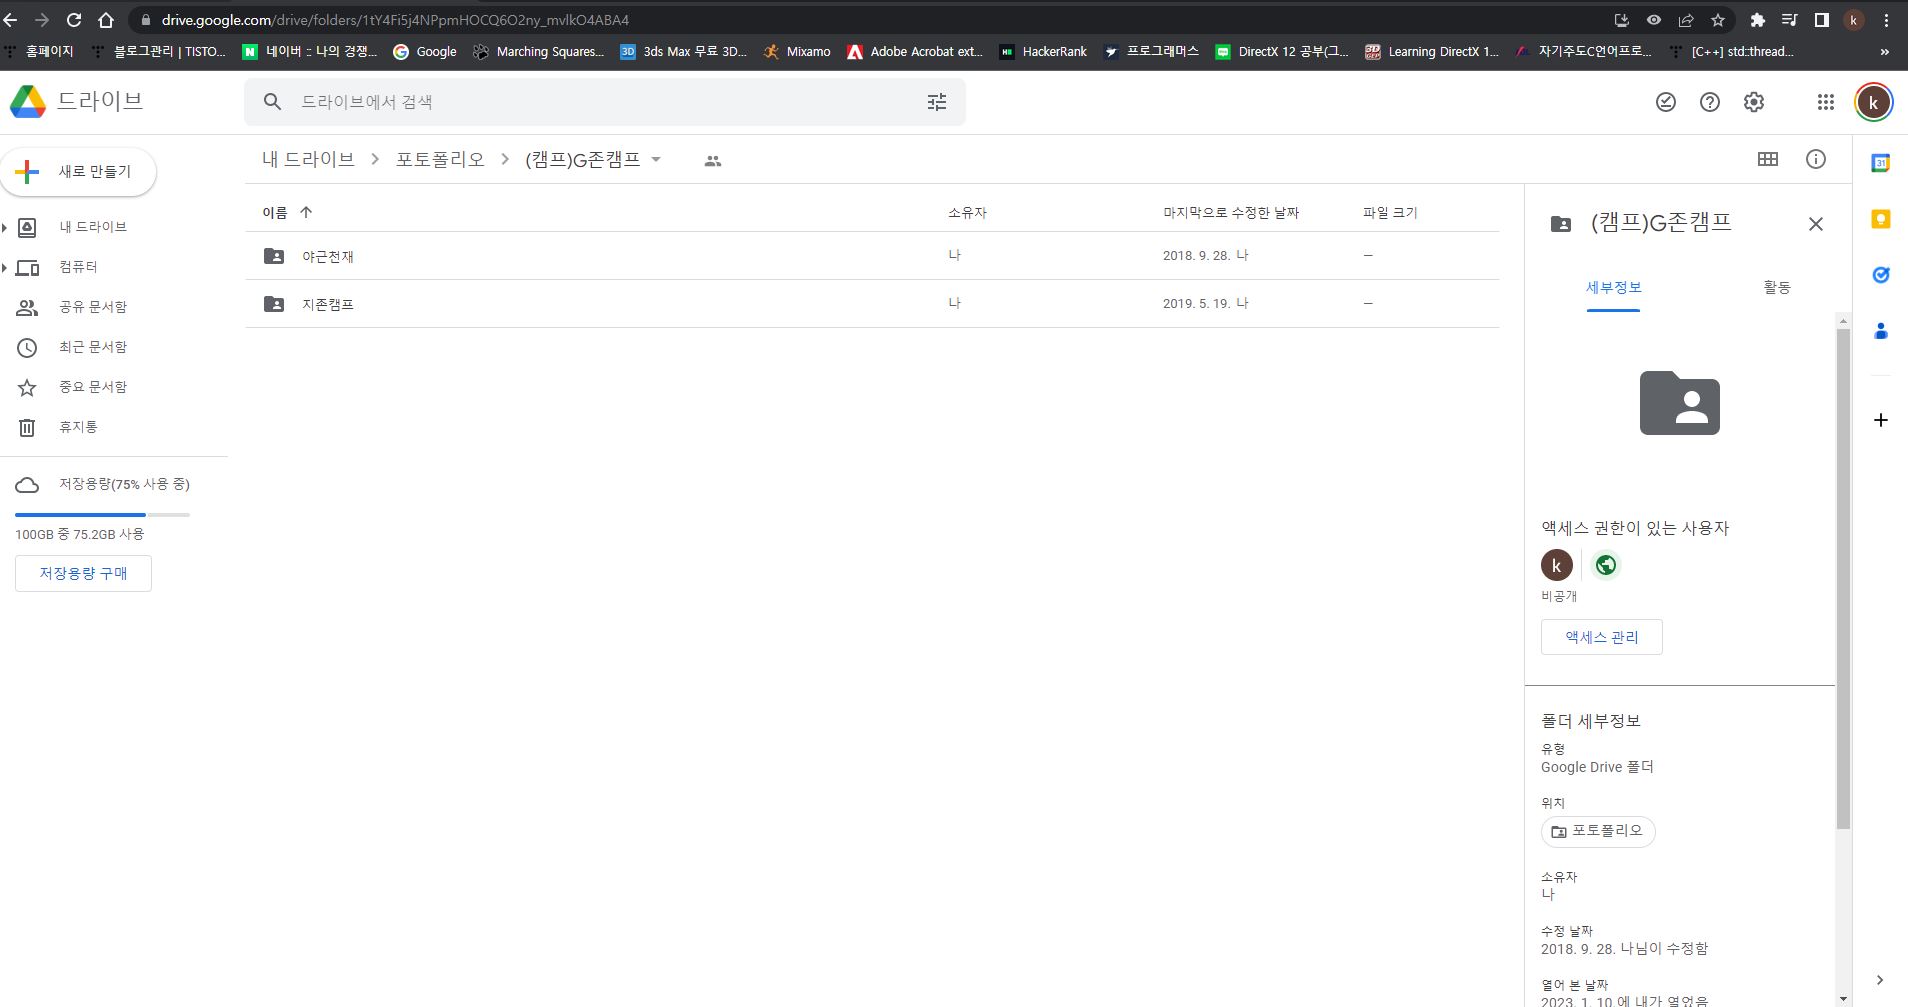 drive.google.com/drive/folders/1tY4Fi5j4NPpmHOCQ6O2ny_mvlkO4ABA4
k
홈페이지
블로그관리 | TISTO...
네이버 :: 나의 경쟁...
Google
Marching Squares...
3ds Max 무료 3D...
Mixamo
Adobe Acrobat ext...
HackerRank
프로그래머스
DirectX 12 공부(그...
Learning DirectX 1...
자기주도C언어프로...
[C++] std::thread...
»
드라이브
드라이브에서 검색
k
새로 만들기
내 드라이브
컴퓨터
공유 문서함
최근 문서함
중요 문서함
휴지통
저장용량(75% 사용 중)
100GB 중 75.2GB 사용
저장용량 구매
내 드라이브 > 포토폴리오 > (캠프)G존캠프
이름 소유자 마지막으로 수정한 날짜 파일 크기
야근천재 나 2018. 9. 28. 나 —
지존캠프 나 2019. 5. 19. 나 —
(캠프)G존캠프
세부정보 활동
액세스 권한이 있는 사용자
k
비공개
액세스 관리
폴더 세부정보
유형
Google Drive 폴더
위치
포토폴리오
소유자
나
수정 날짜
2018. 9. 28. 나님이 수정함
열어 본 날짜
2023. 1. 10.에 내가 열었음
31